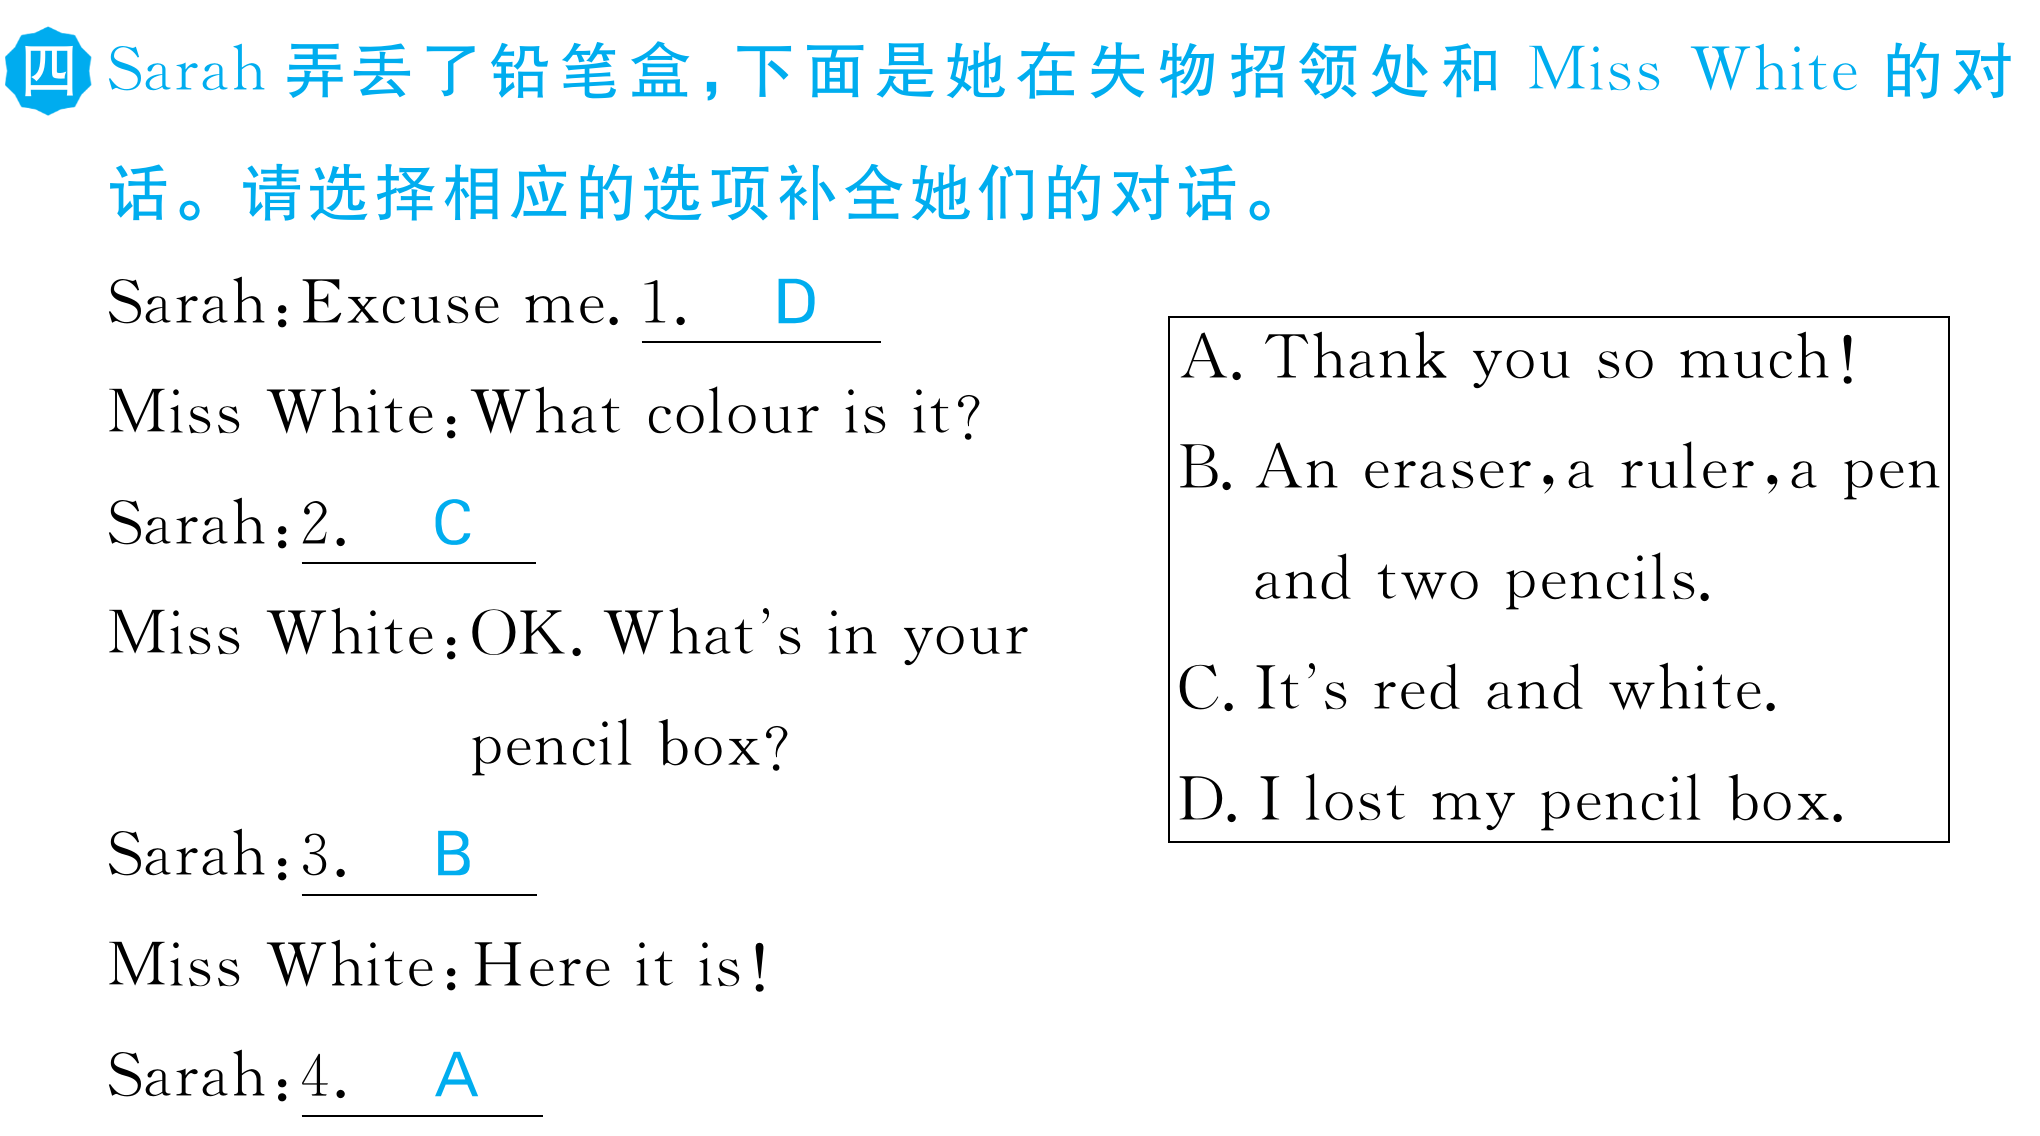 四 Sarah 弄丢了铅笔盒,下面是她在失物招领处和 Miss White 的对
话。请选择相应的选项补全她们的对话。
Sarah:Excuse me. 1. D
Miss White:What colour is it?
Sarah:2. C
Miss White:OK. What's in your
pencil box?
Sarah:3. B
Miss White:Here it is!
Sarah:4. A
A. Thank you so much!
B. An eraser,a ruler,a pen
and two pencils.
C. It's red and white.
D. I lost my pencil box.